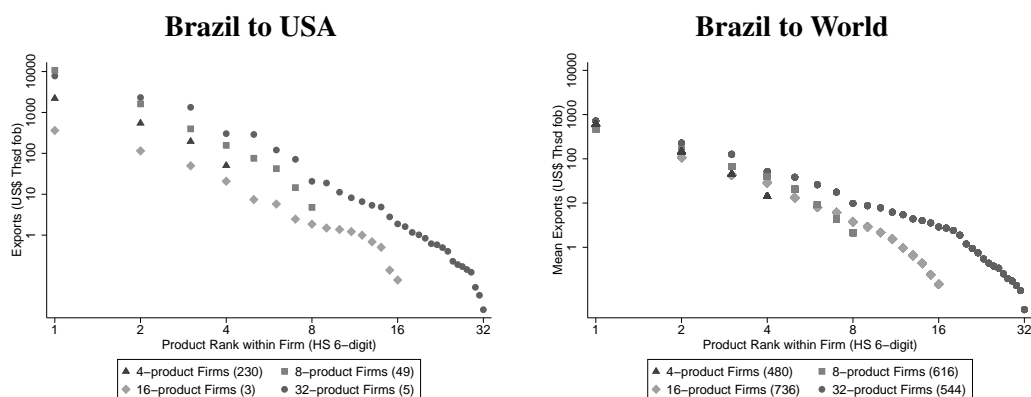 Brazil to USA
Exports (US$ Thsd fob)
10000
1000
100
10
1
1 2 4 8 16 32
Product Rank within Firm (HS 6−digit)
4−product Firms (230) 8−product Firms (49)
16−product Firms (3) 32−product Firms (5)
Brazil to World
Mean Exports (US$ Thsd fob)
10000
1000
100
10
1
1 2 4 8 16 32
Product Rank within Firm (HS 6−digit)
4−product Firms (480) 8−product Firms (616)
16−product Firms (736) 32−product Firms (544)